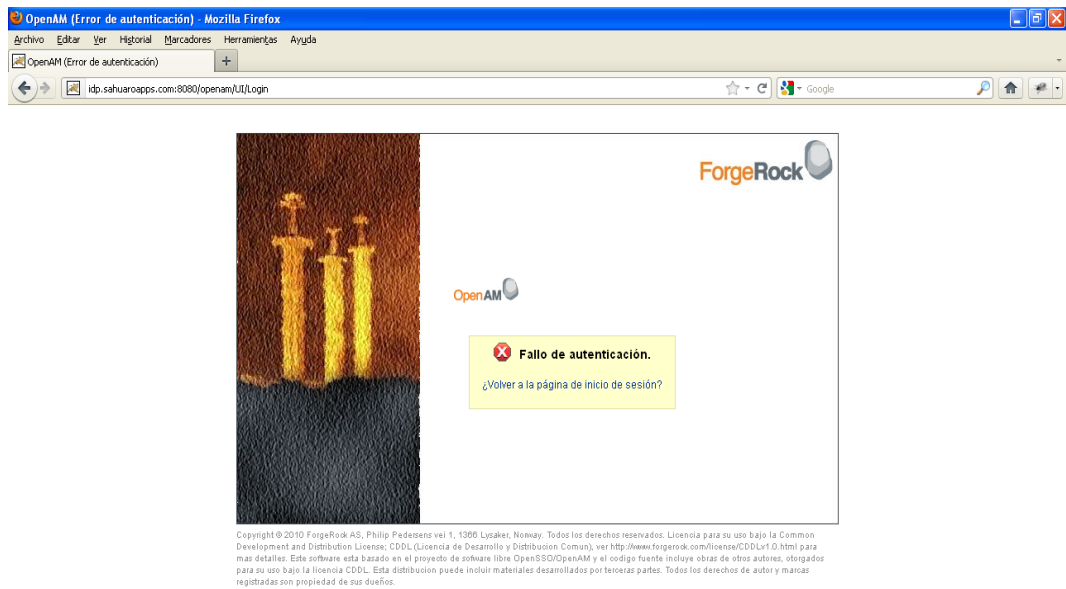 OpenAM (Error de autenticación) - Mozilla Firefox
Archivo Editar Ver Historial Marcadores Herramientas Ayuda
OpenAM (Error de autenticación) +
idp.sahuaroapps.com:8080/openam/UI/Login
Google
ForgeRock
OpenAM
Fallo de autenticación.
¿Volver a la página de inicio de sesión?
Copyright © 2010 ForgeRock AS, Philip Pedersens vei 1, 1366 Lysaker, Norway. Todos los derechos reservados. Licencia para su uso bajo la Common
Development and Distribution License; CDDL (Licencia de Desarrollo y Distribucion Comun), ver http://www.forgerock.com/license/CDDLv1.0.html para
mas detalles. Este software esta basado en el proyecto de sofware libre OpenSSO/OpenAM y el codigo fuente incluye obras de otros autores, otorgados
para su uso bajo la licencia CDDL. Esta distribucion puede incluir materiales desarrollados por terceras partes. Todos los derechos de autor y marcas
registradas son propiedad de sus dueños.